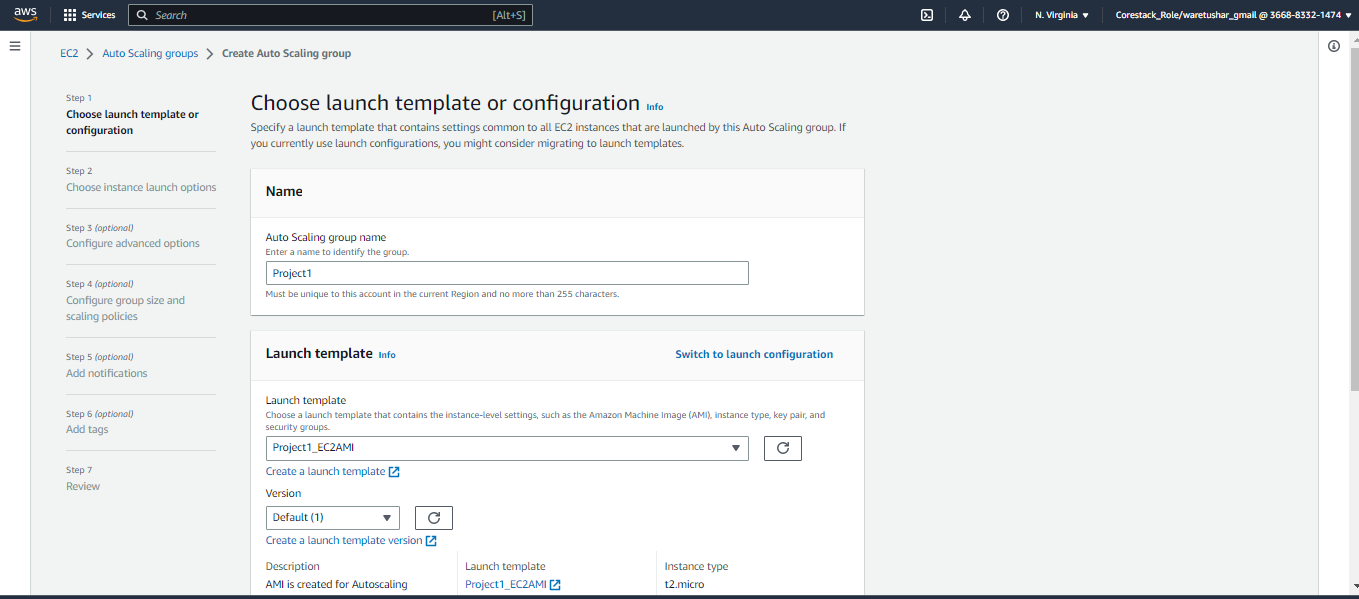 aws Services Search [Alt+S] N. Virginia Corestack_Role/waretushar_gmail @ 3668-8332-1474
EC2 Auto Scaling groups Create Auto Scaling group
Step 1
Choose launch template or
configuration
Step 2
Choose instance launch options
Step 3 (optional)
Configure advanced options
Step 4 (optional)
Configure group size and
scaling policies
Step 5 (optional)
Add notifications
Step 6 (optional)
Add tags
Step 7
Review
Choose launch template or configuration Info
Specify a launch template that contains settings common to all EC2 instances that are launched by this Auto Scaling group. If
you currently use launch configurations, you might consider migrating to launch templates.
Name
Auto Scaling group name
Enter a name to identify the group.
Project1
Must be unique to this account in the current Region and no more than 255 characters.
Launch template Info Switch to launch configuration
Launch template
Choose a launch template that contains the instance-level settings, such as the Amazon Machine Image (AMI), instance type, key pair, and
security groups.
Project1_EC2AMI
Create a launch template
Version
Default (1)
Create a launch template version
Description Launch template Instance type
AMI is created for Autoscaling Project1_EC2AMI t2.micro